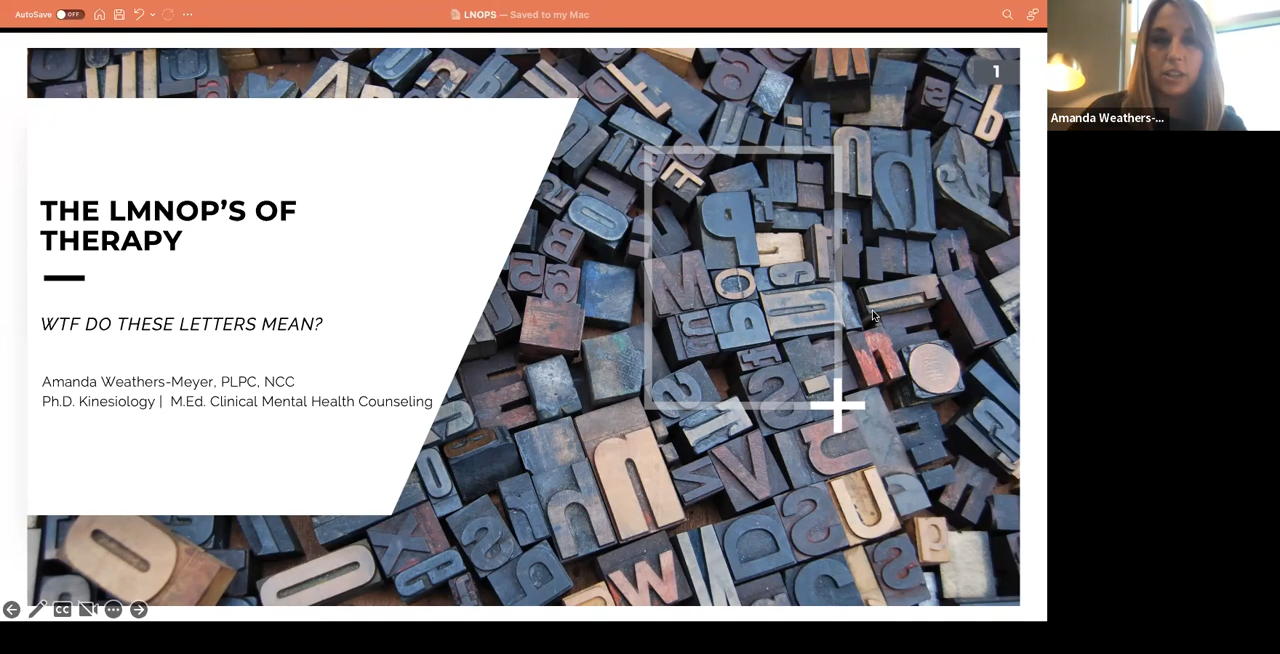 AutoSave OFF
LNOPS — Saved to my Mac
1
THE LMNOP’S OF
THERAPY
WTF DO THESE LETTERS MEAN?
Amanda Weathers-Meyer, PLPC, NCC
Ph.D. Kinesiology | M.Ed. Clinical Mental Health Counseling
Amanda Weathers-...
CC